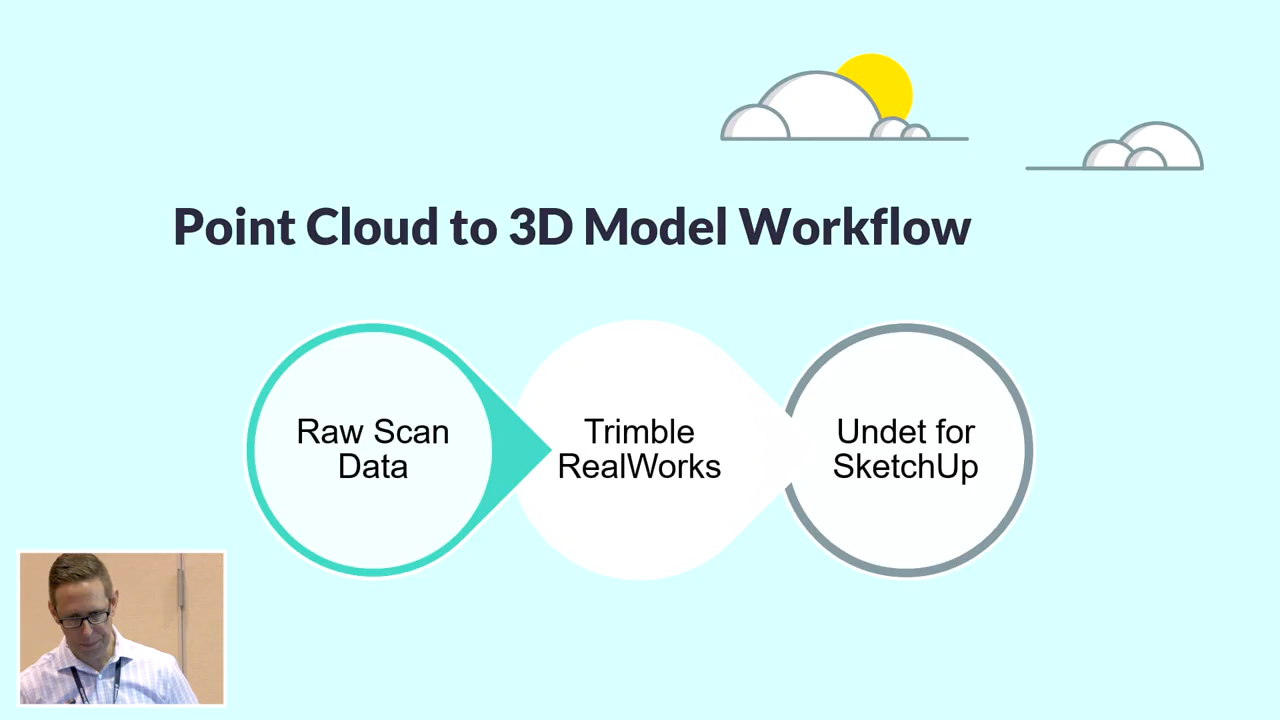 Point Cloud to 3D Model Workflow
Raw Scan
Data
Trimble
RealWorks
Undet for
SketchUp